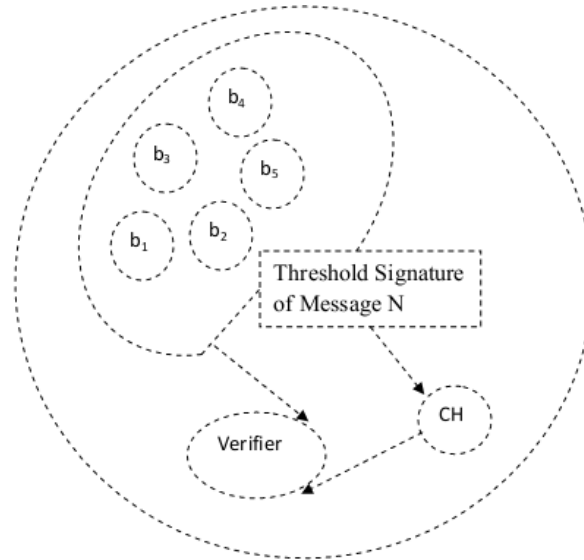 b₄
b₃
b₅
b₁
b₂
Threshold Signature
of Message N
CH
Verifier